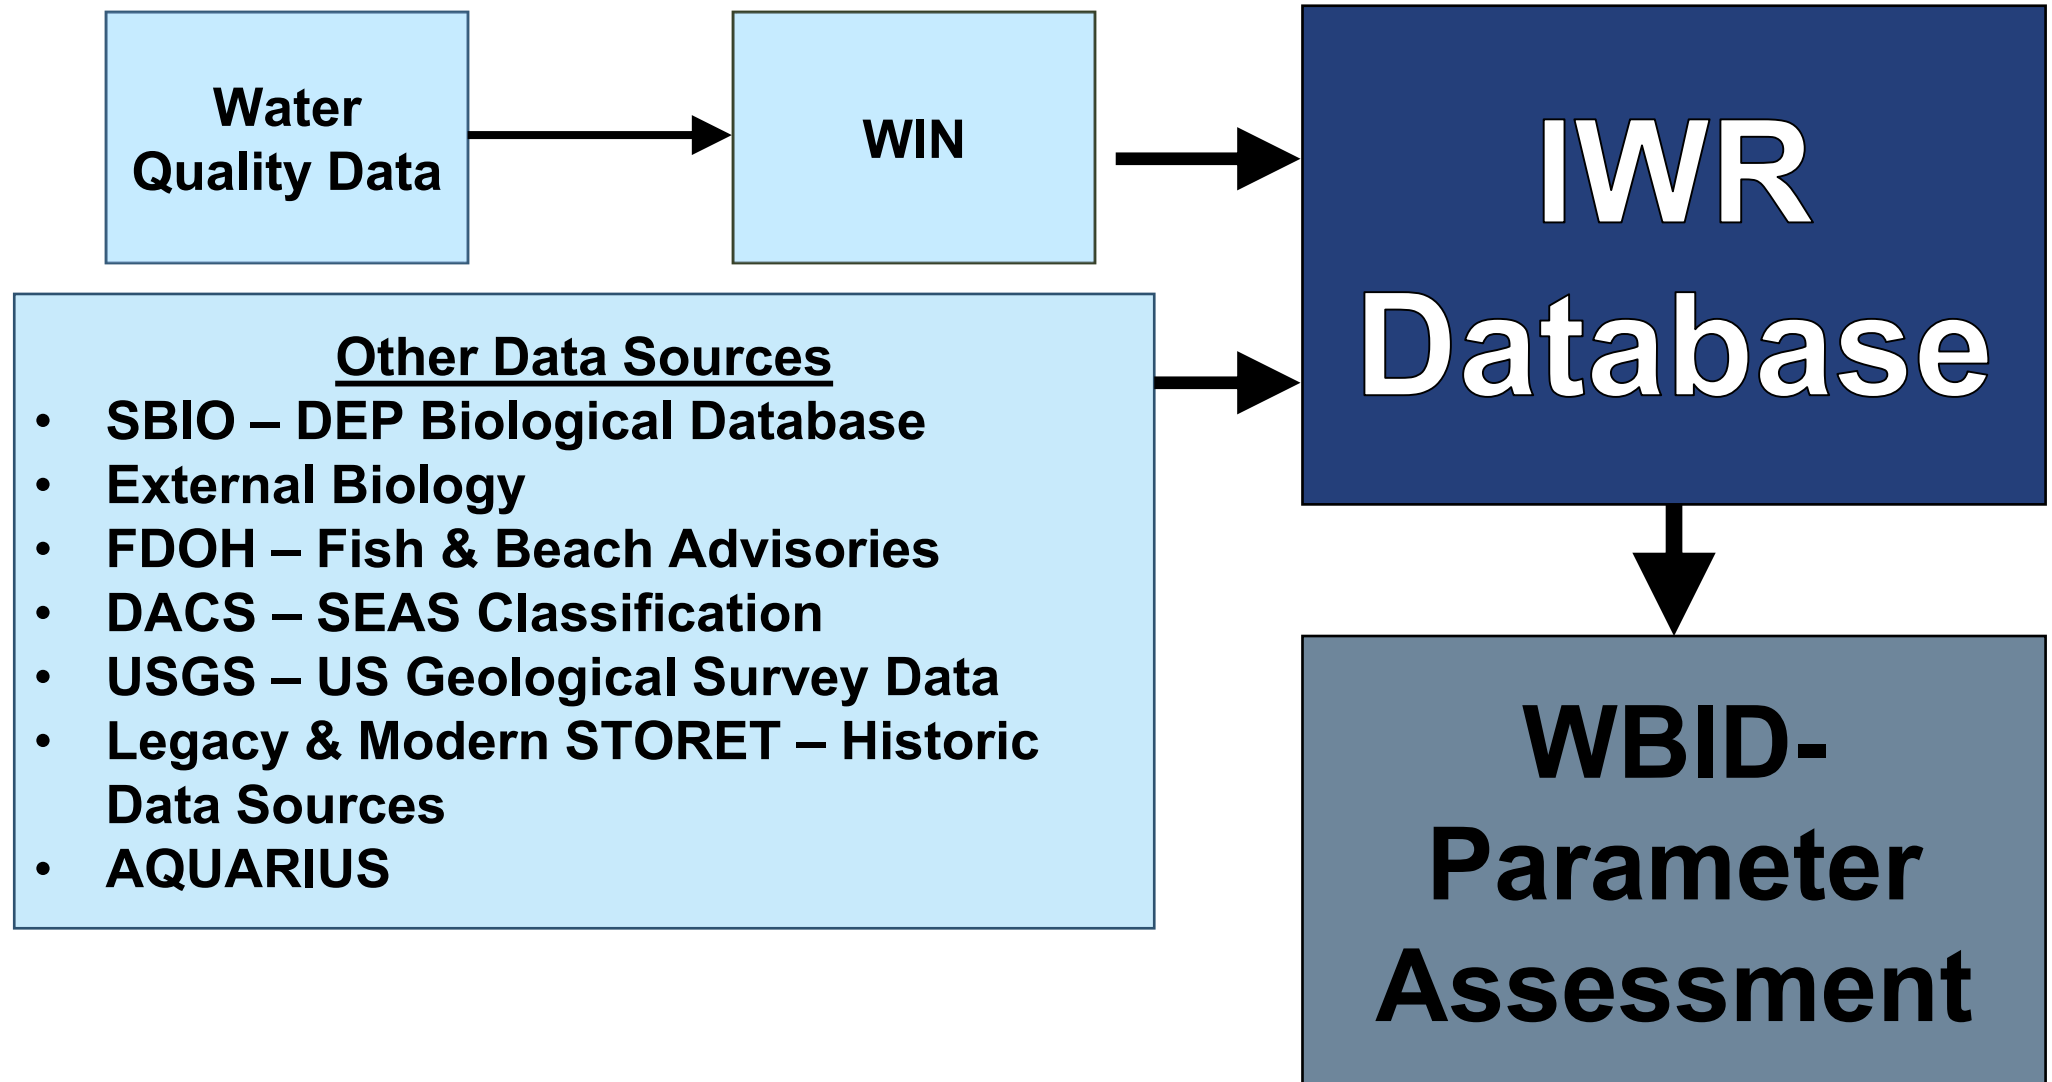 Water
Quality Data
WIN
IWR
Database
Other Data Sources
• SBIO – DEP Biological Database
• External Biology
• FDOH – Fish & Beach Advisories
• DACS – SEAS Classification
• USGS – US Geological Survey Data
• Legacy & Modern STORET – Historic
Data Sources
• AQUARIUS
WBID-
Parameter
Assessment